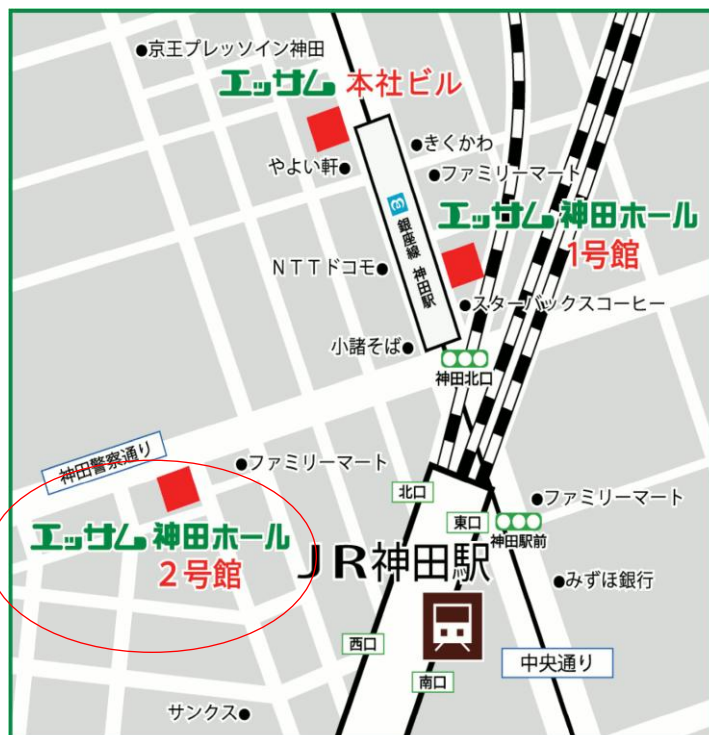 京王プレッソイン神田
エッサム 本社ビル
きくかわ
やよい軒
ファミリーマート
エッサム 神田ホール
1号館
銀座線 神田駅
NTTドコモ
スターバックスコーヒー
小諸そば
神田北口
神田警察通り
ファミリーマート
北口
ファミリーマート
東口
神田駅前
エッサム 神田ホール
2号館
JR神田駅
みずほ銀行
西口
中央通り
南口
サンクス